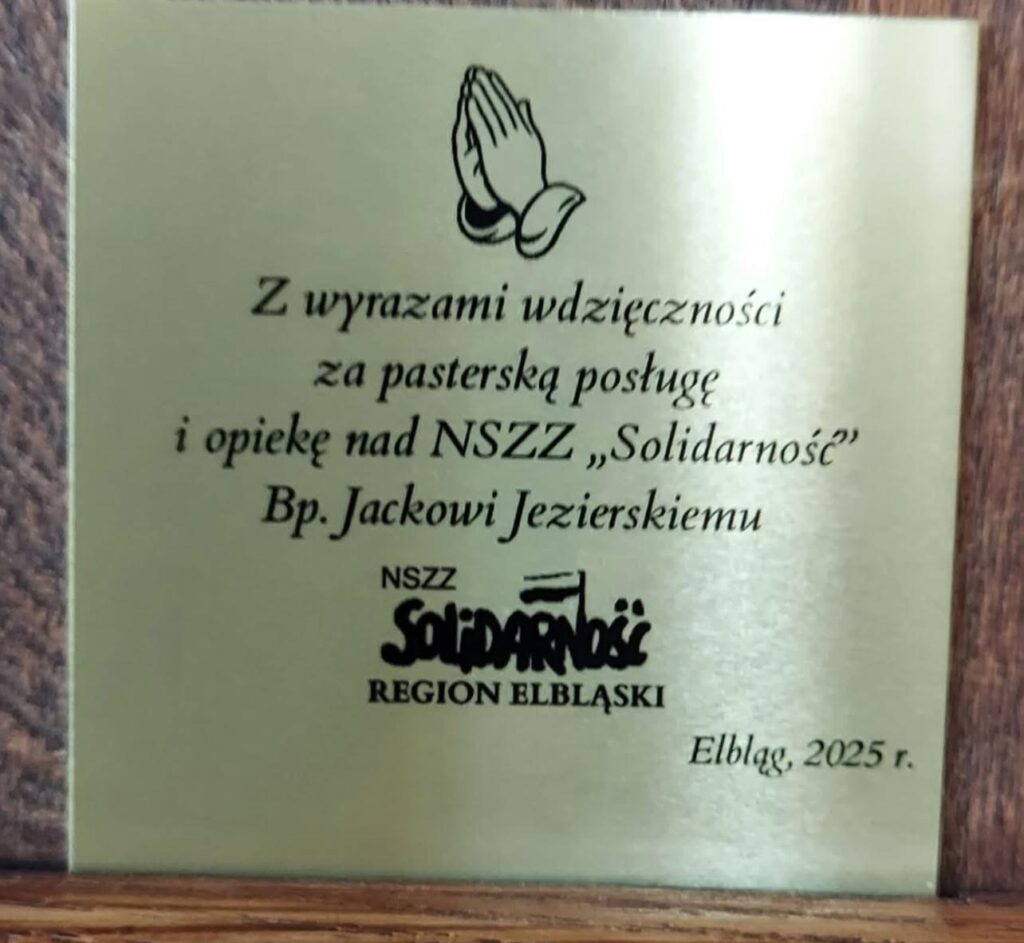 Z wyrazami wdzięczności
za pasterską posługę
i opiekę nad NSZZ „Solidarność”
Bp. Jackowi Jezierskiemu
NSZZ
SOLiDARNOŚĆ
REGION ELBLĄSKI
Elbląg, 2025 r.